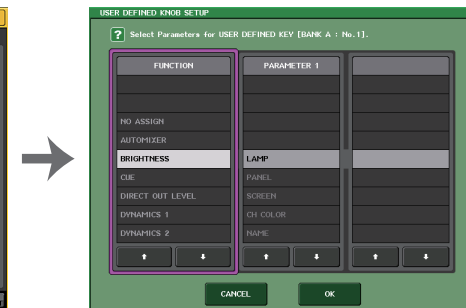 USER DEFINED KNOB SETUP
? Select Parameters for USER DEFINED KEY [BANK A : No.1].
FUNCTION PARAMETER 1
NO ASSIGN
AUTOMIXER
BRIGHTNESS LAMP
CUE PANEL
DIRECT OUT LEVEL SCREEN
DYNAMICS 1 CH COLOR
DYNAMICS 2 NAME
CANCEL OK